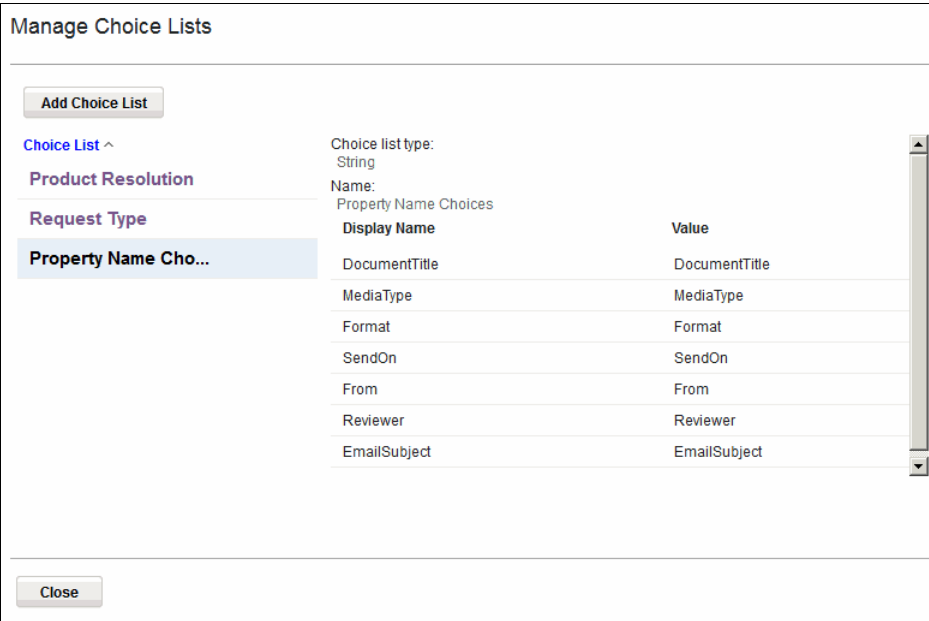 Manage Choice Lists
Add Choice List
Choice List
Product Resolution
Request Type
Property Name Cho...
Choice list type:
String
Name:
Property Name Choices
Display Name Value
DocumentTitle DocumentTitle
MediaType MediaType
Format Format
SendOn SendOn
From From
Reviewer Reviewer
EmailSubject EmailSubject
Close